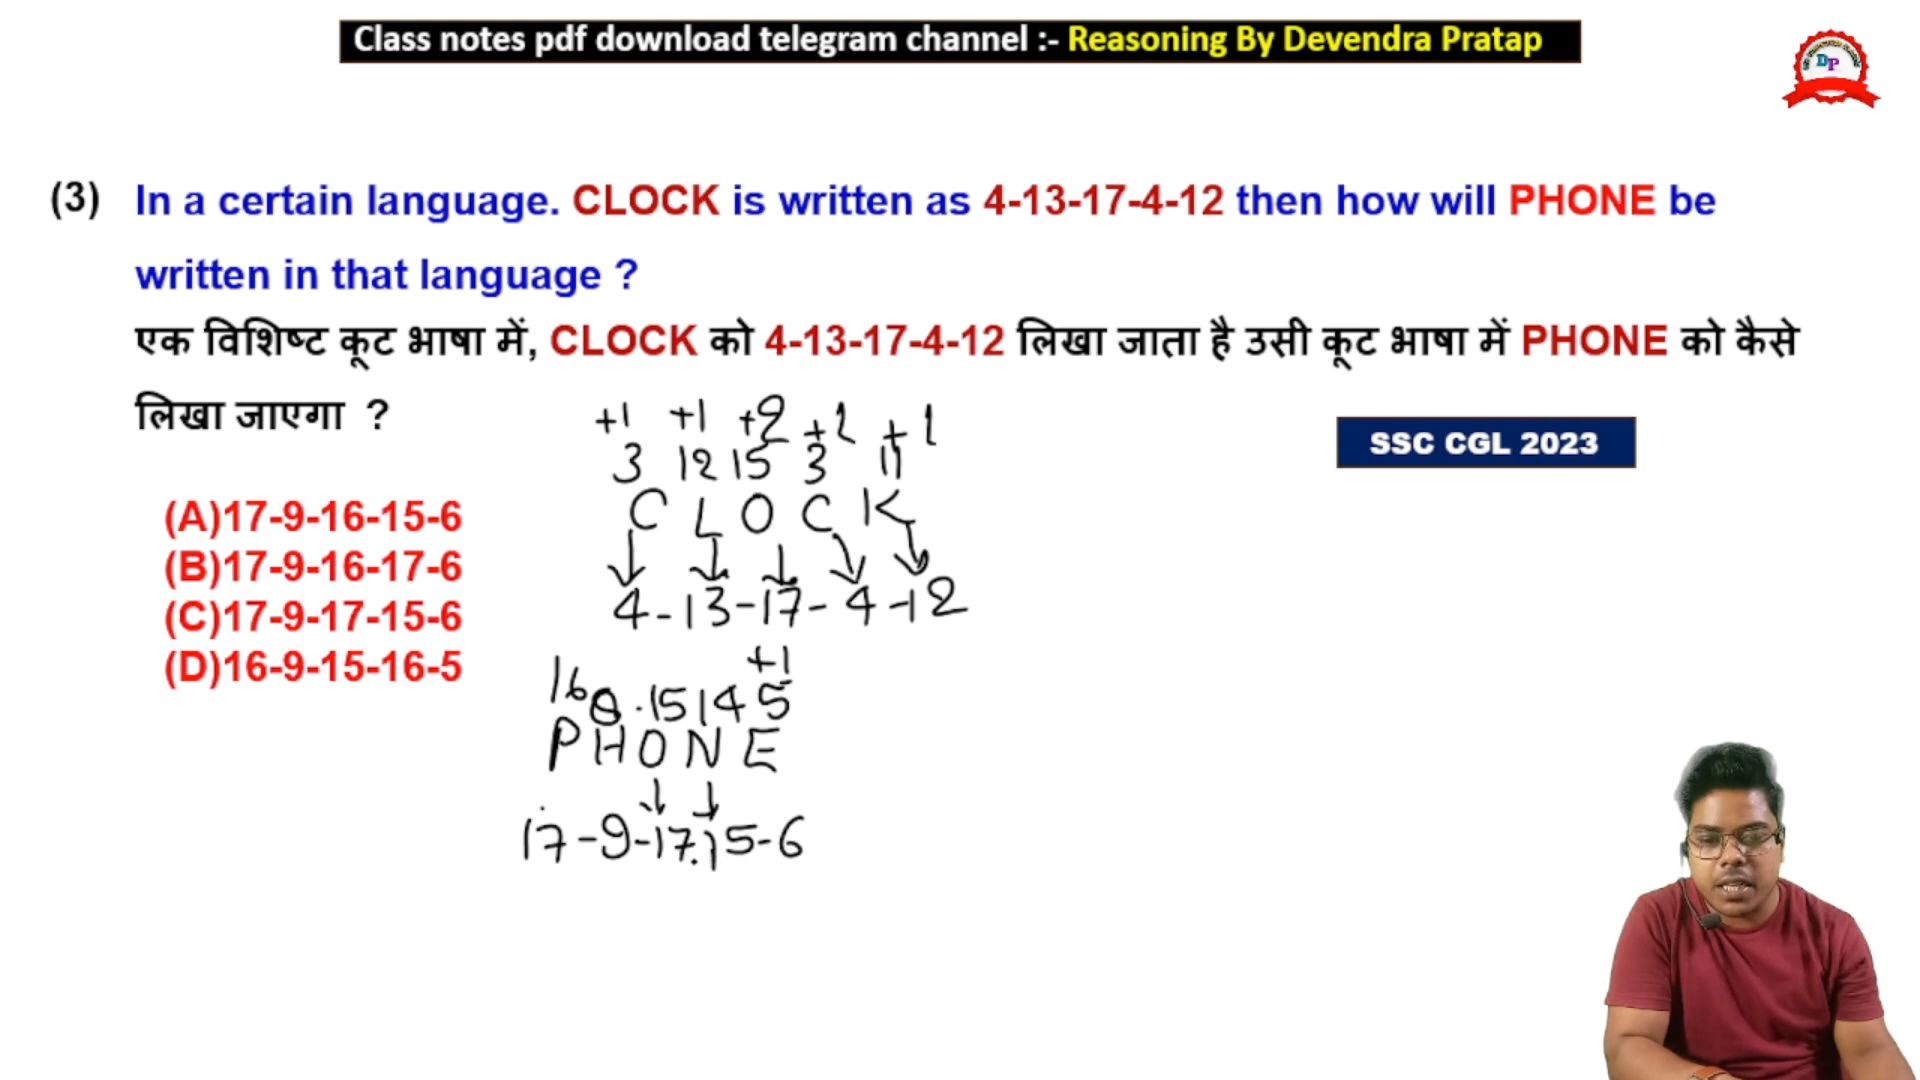 Class notes pdf download telegram channel :- Reasoning By Devendra Pratap
DP
(3) In a certain language. CLOCK is written as 4-13-17-4-12 then how will PHONE be
written in that language ?
एक विशिष्ट कूट भाषा में, CLOCK को 4-13-17-4-12 लिखा जाता है उसी कूट भाषा में PHONE को कैसे
लिखा जाएगा ?
SSC CGL 2023
(A)17-9-16-15-6
(B)17-9-16-17-6
(C)17-9-17-15-6
(D)16-9-15-16-5
+1 +1 +2 +1 +1
3 12 15 3 11
C L O C K
4-13-17-4-12
+1
16 8 15 14 5
P H O N E
17-9-17.15-6